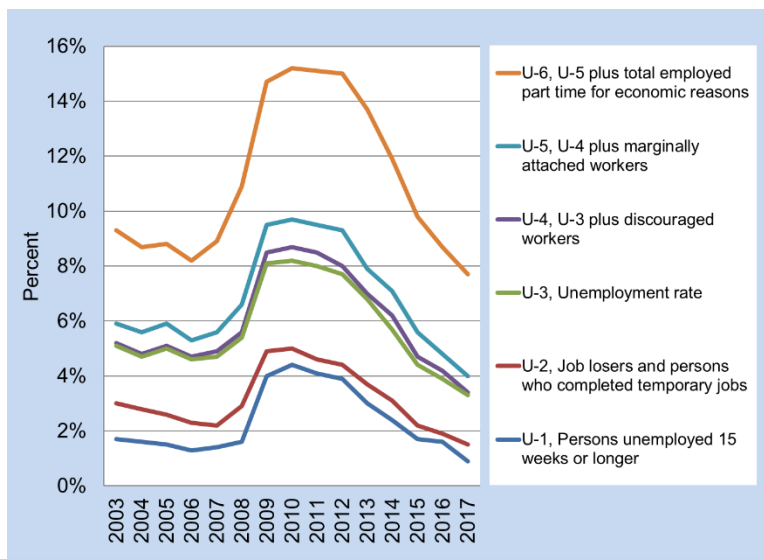 16%
14%
12%
10%
8%
6%
4%
2%
0%
Percent
2003
2004
2005
2006
2007
2008
2009
2010
2011
2012
2013
2014
2015
2016
2017
U-6, U-5 plus total employed
part time for economic reasons
U-5, U-4 plus marginally
attached workers
U-4, U-3 plus discouraged
workers
U-3, Unemployment rate
U-2, Job losers and persons
who completed temporary jobs
U-1, Persons unemployed 15
weeks or longer